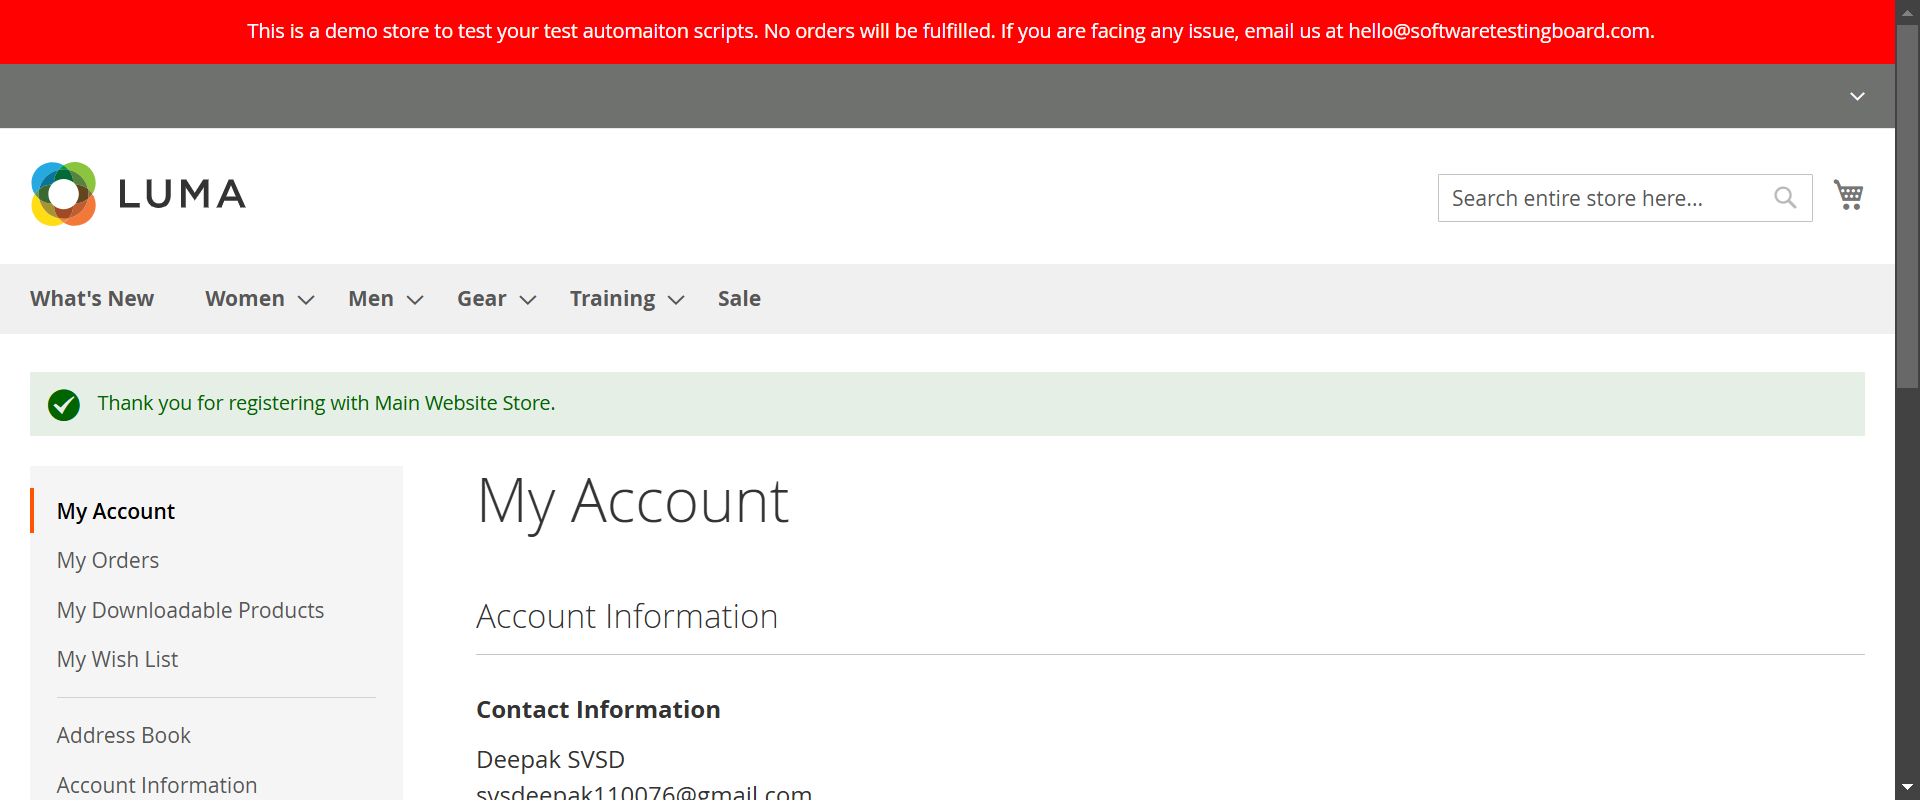 This is a demo store to test your test automaiton scripts. No orders will be fulfilled. If you are facing any issue, email us at hello@softwaretestingboard.com.
LUMA
Search entire store here...
What's New Women Men Gear Training Sale
Thank you for registering with Main Website Store.
My Account
My Orders
My Downloadable Products
My Wish List
Address Book
Account Information
My Account
Account Information
Contact Information
Deepak SVSD
svsdeepak110076@gmail.com